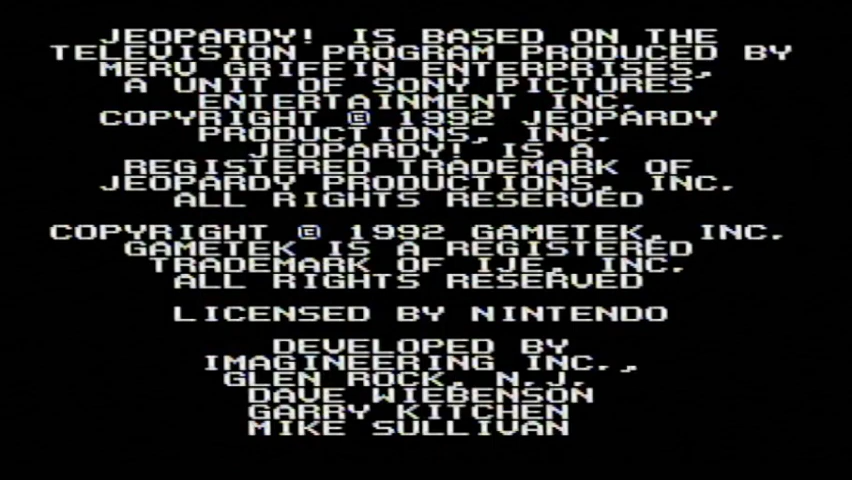 JEOPARDY! IS BASED ON THE
TELEVISION PROGRAM PRODUCED BY
MERV GRIFFIN ENTERPRISES,
A UNIT OF SONY PICTURES
ENTERTAINMENT INC.
COPYRIGHT © 1992 JEOPARDY
PRODUCTIONS, INC.
JEOPARDY! IS A
REGISTERED TRADEMARK OF
JEOPARDY PRODUCTIONS, INC.
ALL RIGHTS RESERVED
COPYRIGHT © 1992 GAMETEK, INC.
GAMETEK IS A REGISTERED
TRADEMARK OF IJE, INC.
ALL RIGHTS RESERVED
LICENSED BY NINTENDO
DEVELOPED BY
IMAGINEERING INC.,
GLEN ROCK, N.J.
DAVE WIEBENSON
GARRY KITCHEN
MIKE SULLIVAN